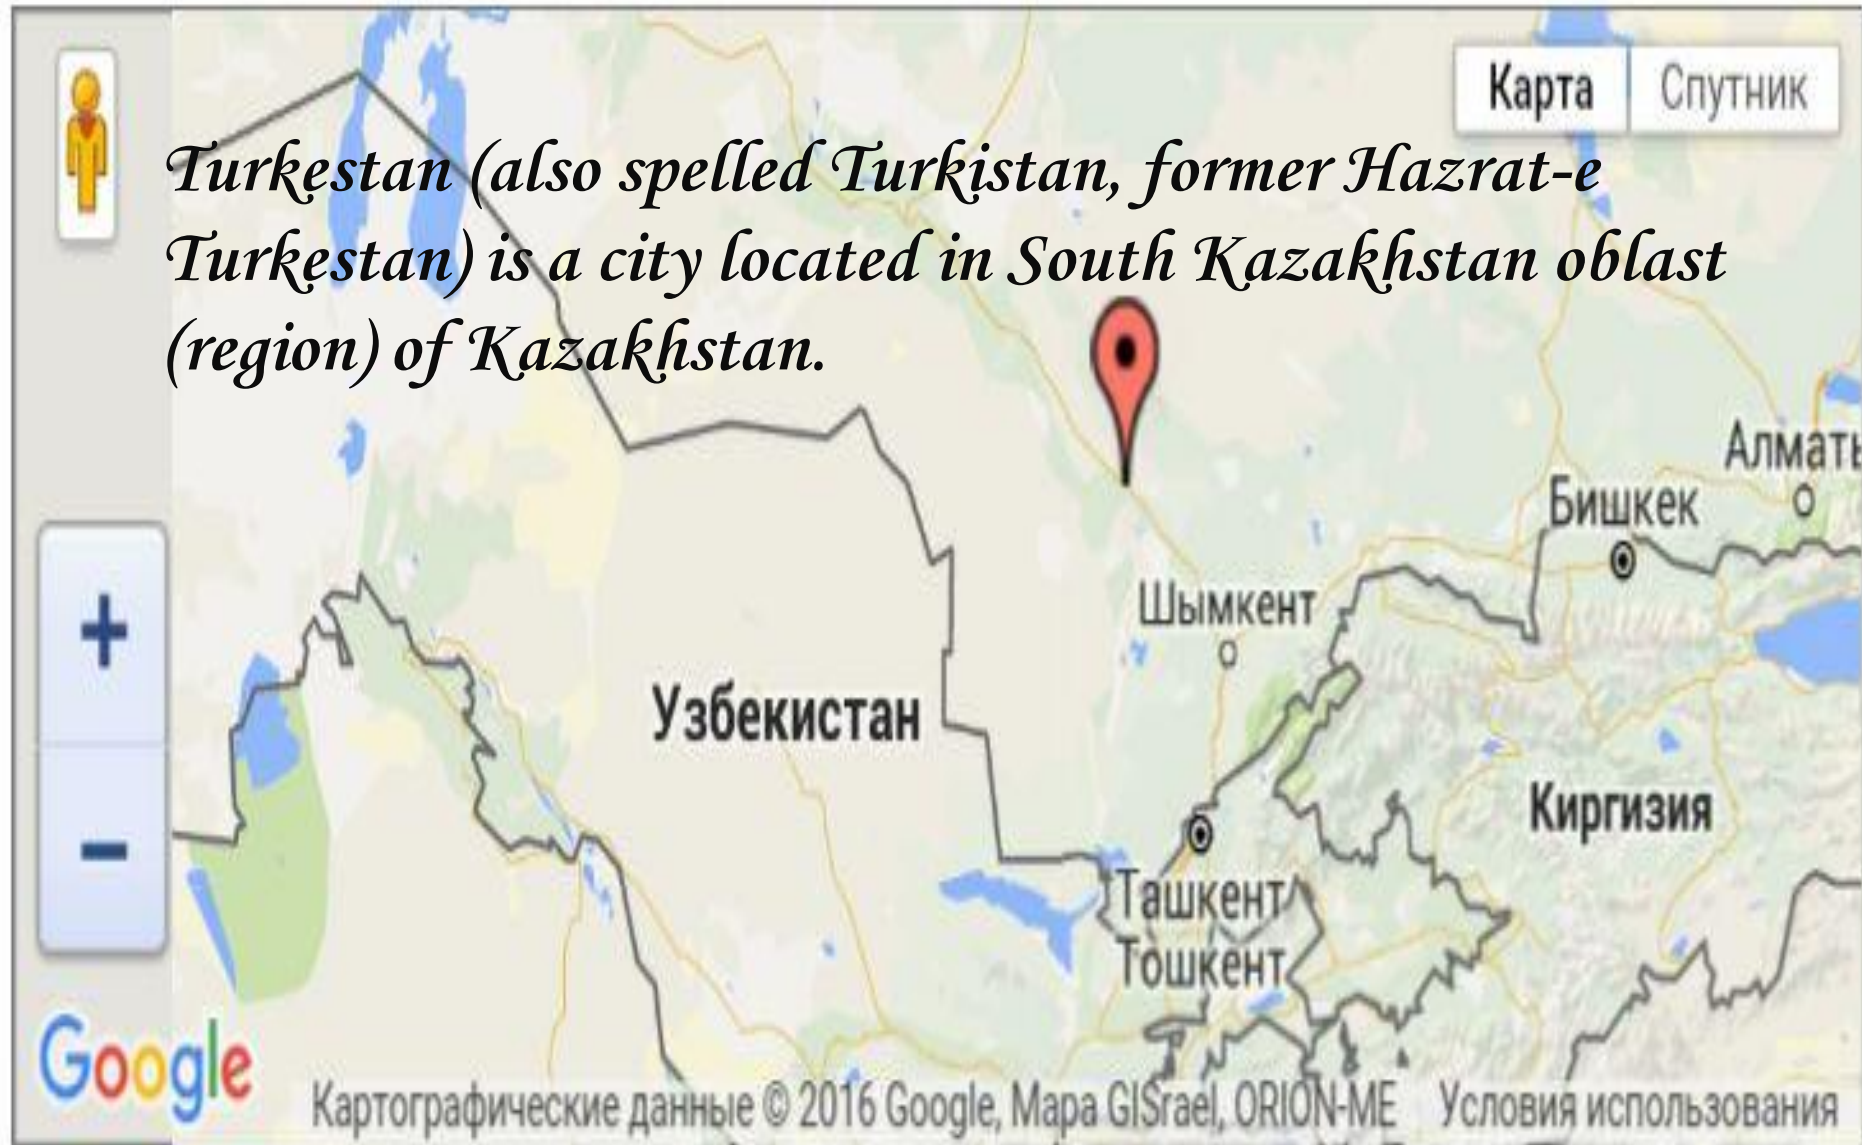 Карта Спутник
Turkestan (also spelled Turkistan, former Hazrat-e
Turkestan) is a city located in South Kazakhstan oblast
(region) of Kazakhstan.
Алматы
Бишкек
Шымкент
Узбекистан
Киргизия
Ташкент
Тошкент
Google
Картографические данные © 2016 Google, Mapa GISrael, ORION-ME Условия использования